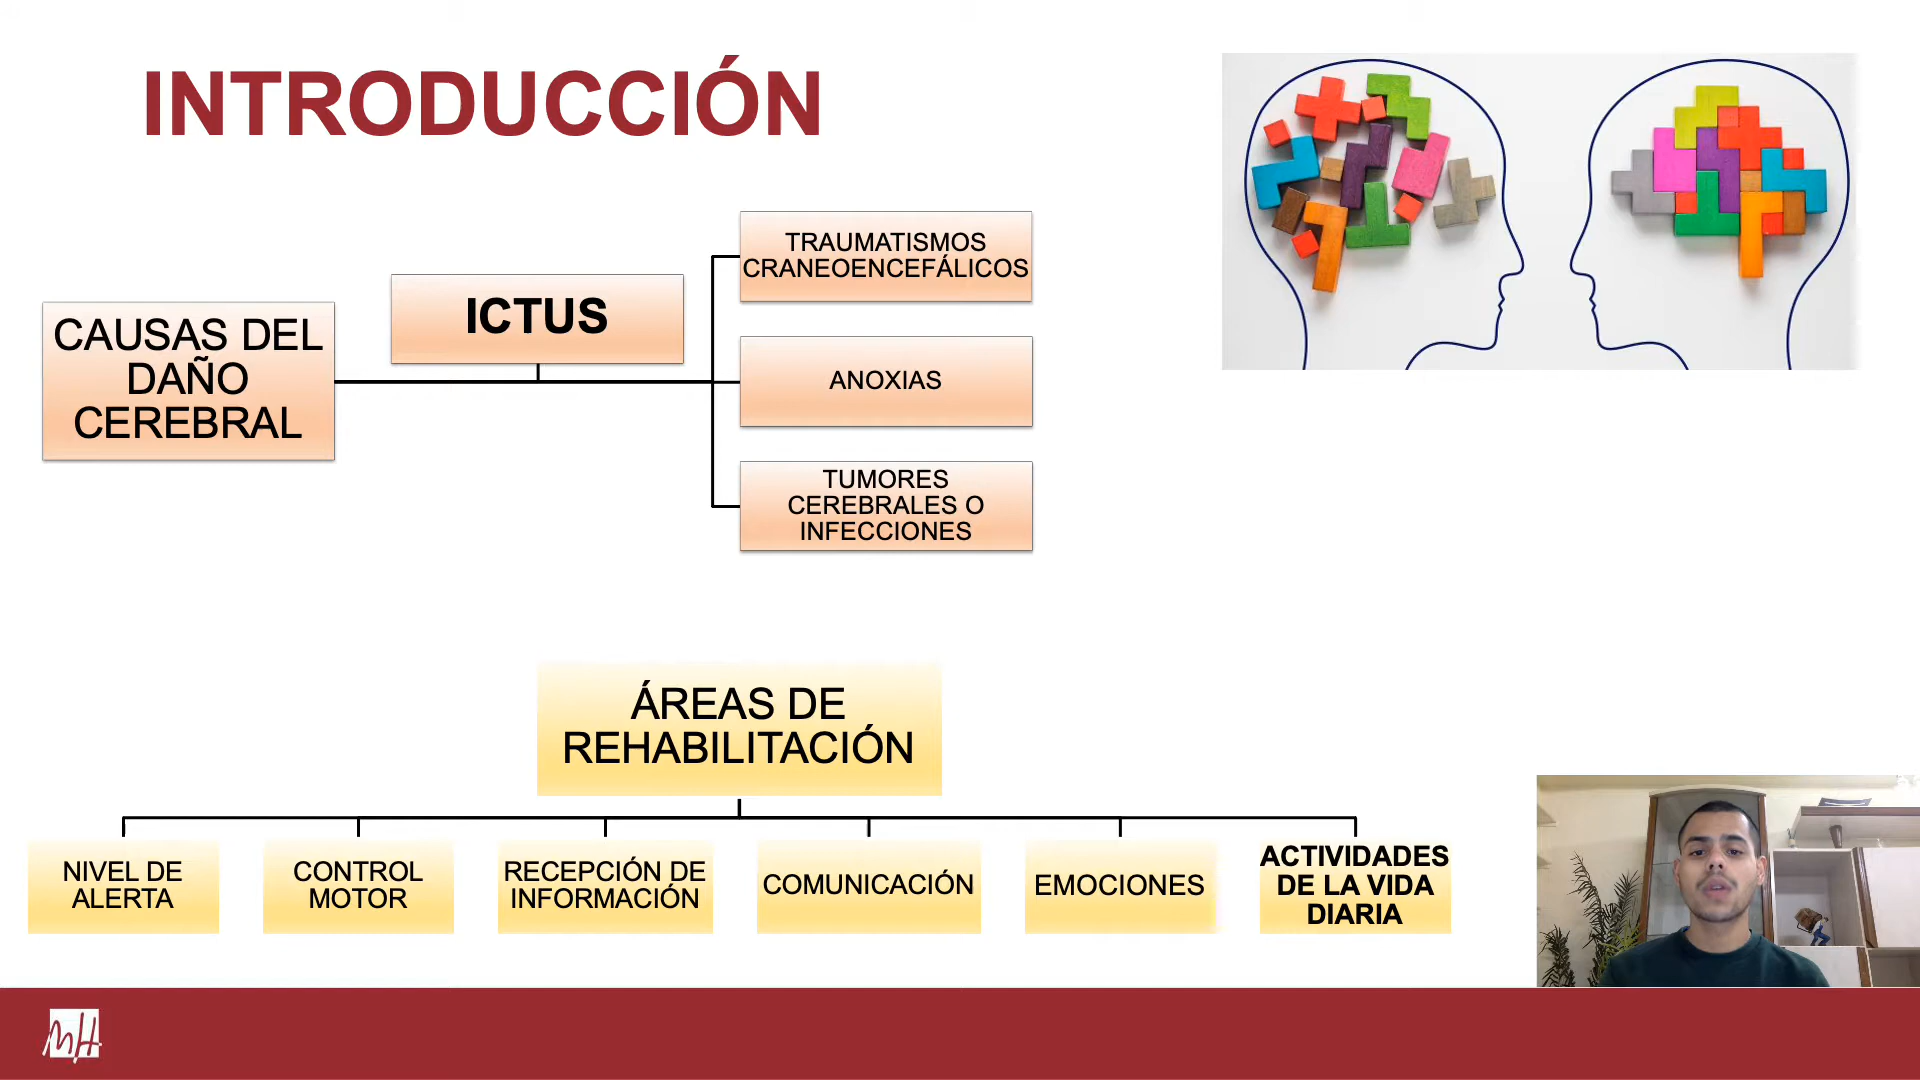 INTRODUCCIÓN
CAUSAS DEL
DAÑO
CEREBRAL
ICTUS
TRAUMATISMOS
CRANEOENCEFÁLICOS
ANOXIAS
TUMORES
CEREBRALES O
INFECCIONES
ÁREAS DE
REHABILITACIÓN
NIVEL DE
ALERTA
CONTROL
MOTOR
RECEPCIÓN DE
INFORMACIÓN
COMUNICACIÓN
EMOCIONES
ACTIVIDADES
DE LA VIDA
DIARIA
MH